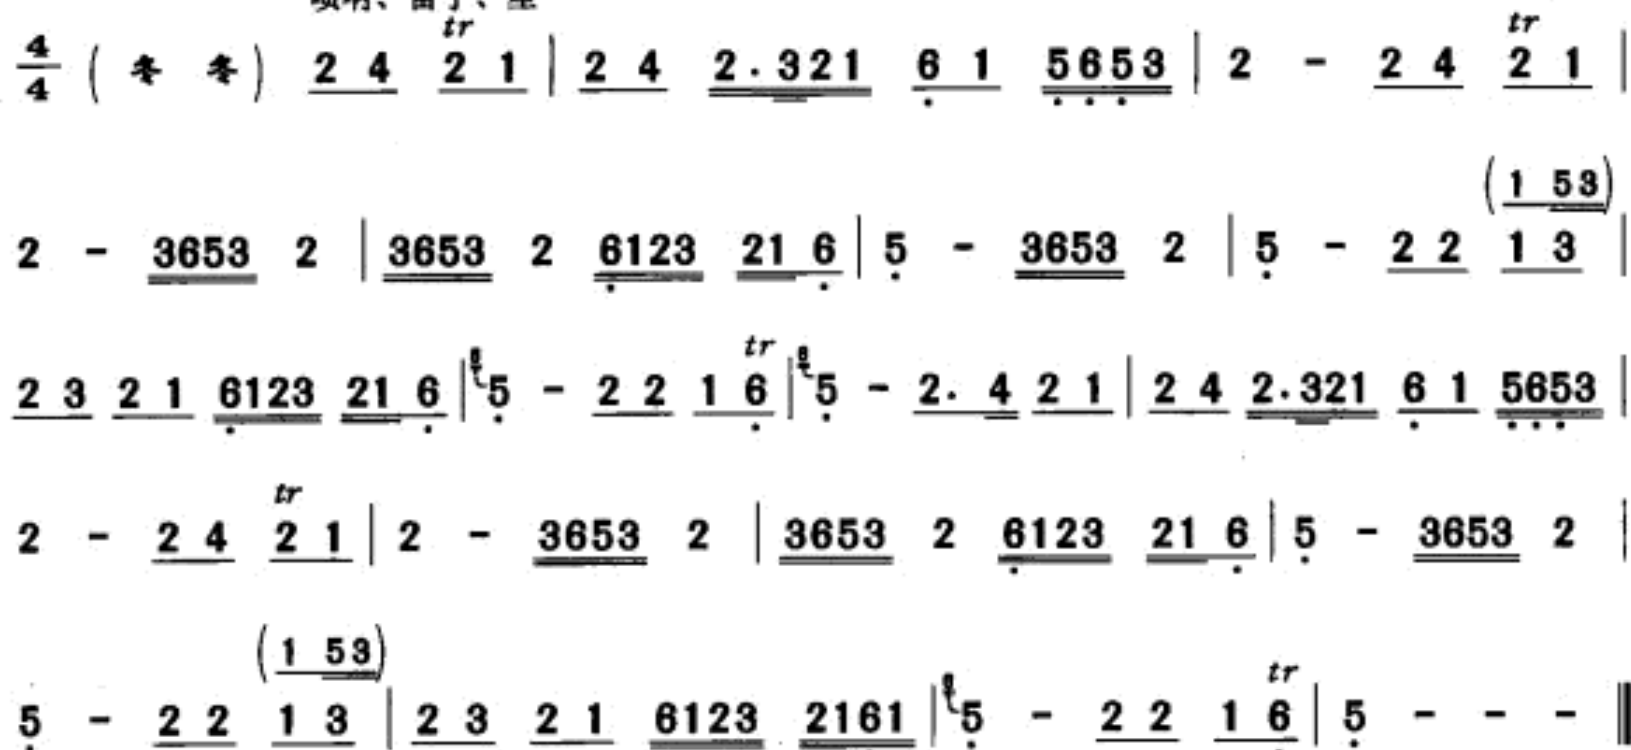 tr tr
4/4 ( 冬 冬 ) 2 4 2 1 | 2 4 2·321 6 1 5653 | 2 - 2 4 2 1 |
( 1 53 )
2 - 3653 2 | 3653 2 6123 21 6 | 5 - 3653 2 | 5 - 2 2 1 3 |
tr
2 3 2 1 6123 21 6 | 5 - 2 2 1 6 | 5 - 2. 4 2 1 | 2 4 2·321 6 1 5653 |
tr
2 - 2 4 2 1 | 2 - 3653 2 | 3653 2 6123 21 6 | 5 - 3653 2 |
( 1 53 ) tr
5 - 2 2 1 3 | 2 3 2 1 6123 2161 | 5 - 2 2 1 6 | 5 - - - ‖